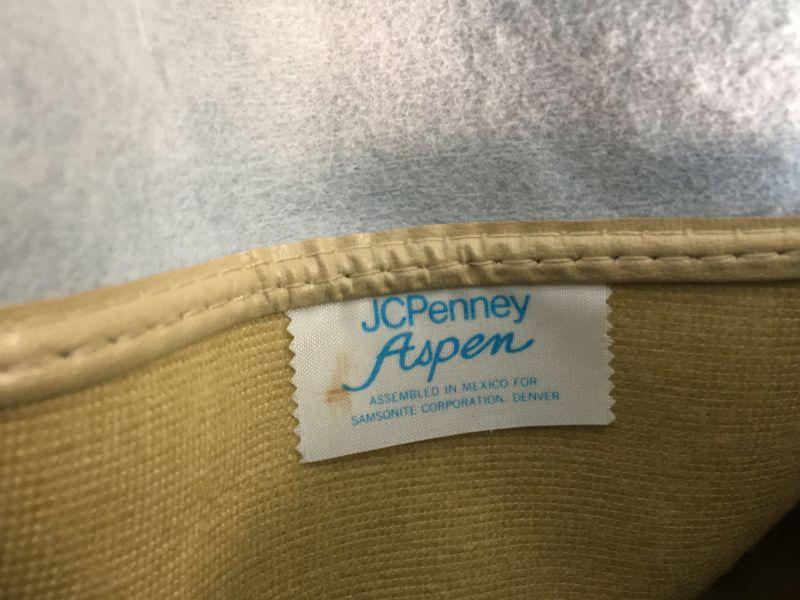 JCPenney
Aspen
ASSEMBLED IN MEXICO FOR
SAMSONITE CORPORATION, DENVER